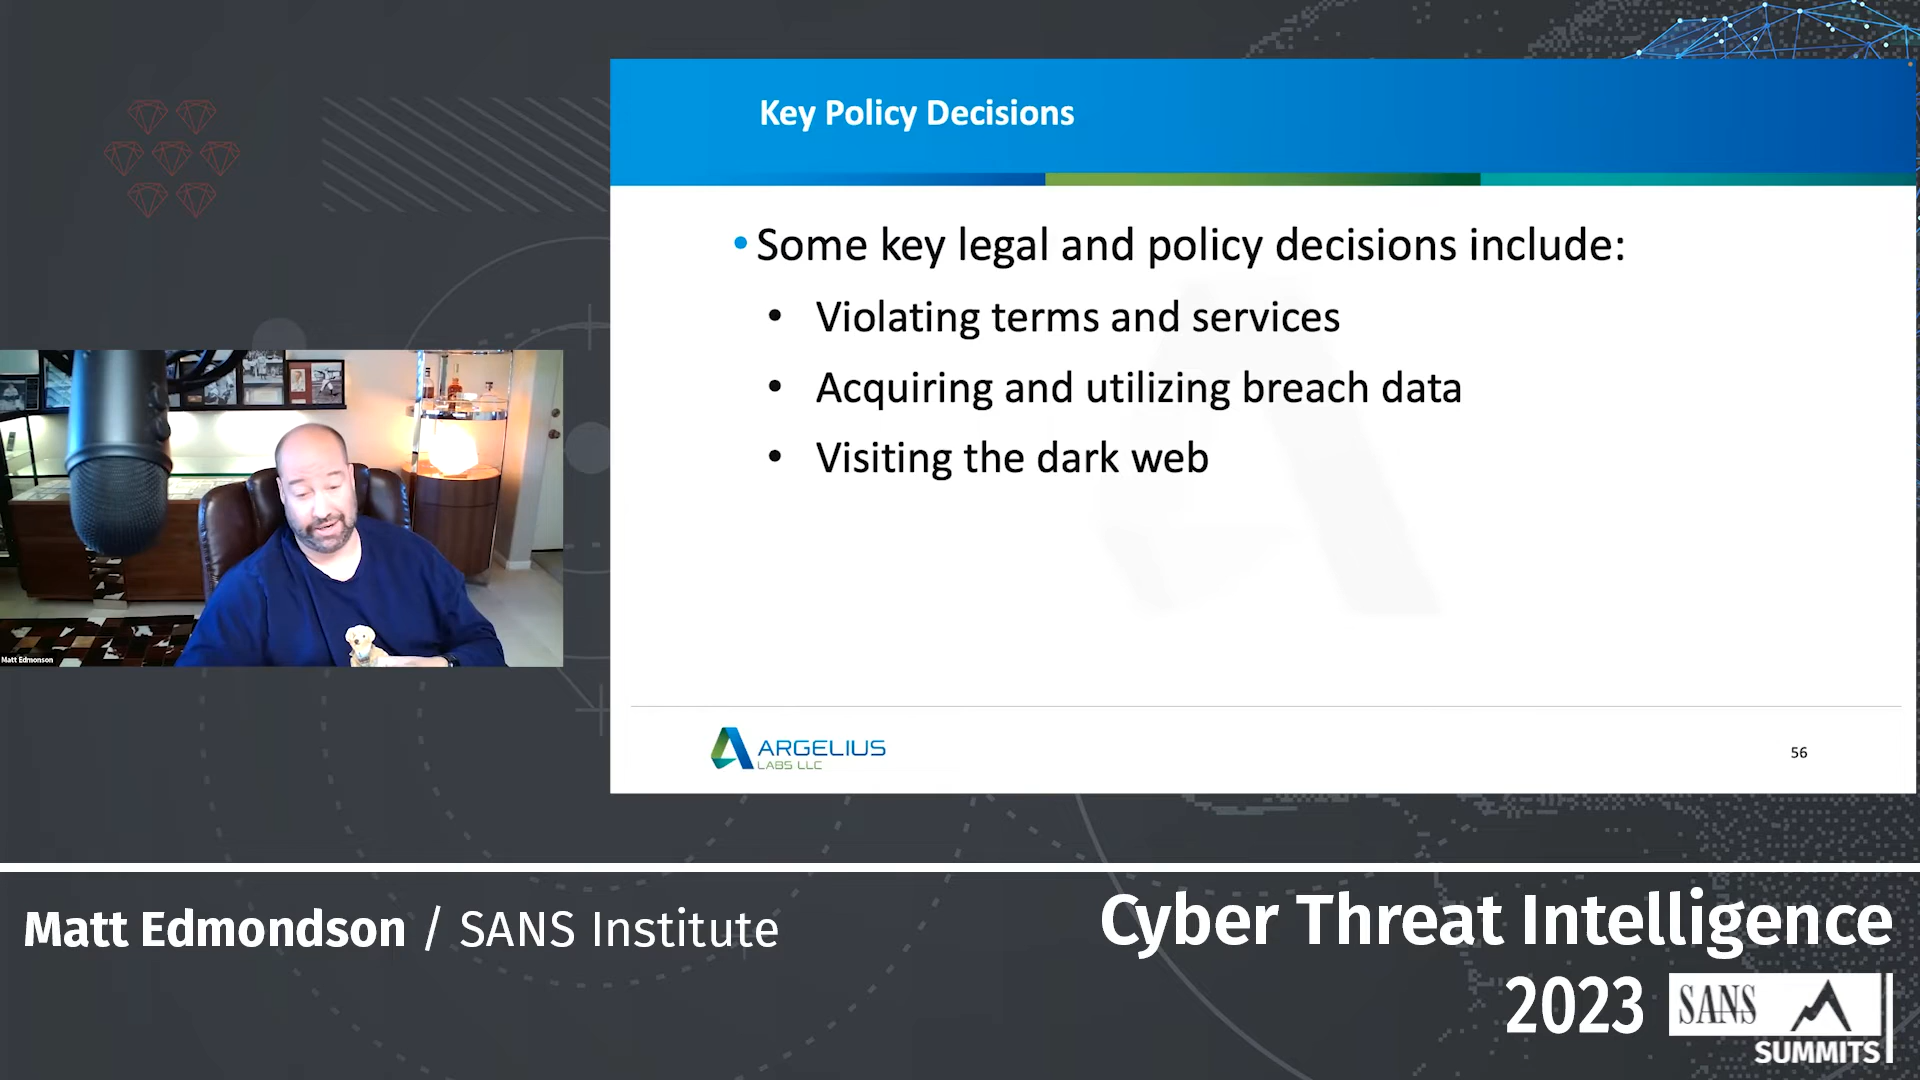 Key Policy Decisions
• Some key legal and policy decisions include:
• Violating terms and services
• Acquiring and utilizing breach data
• Visiting the dark web
ARGELIUS
LABS LLC
56
Matt Edmonson
Matt Edmondson / SANS Institute
Cyber Threat Intelligence
2023
SANS
SUMMITS